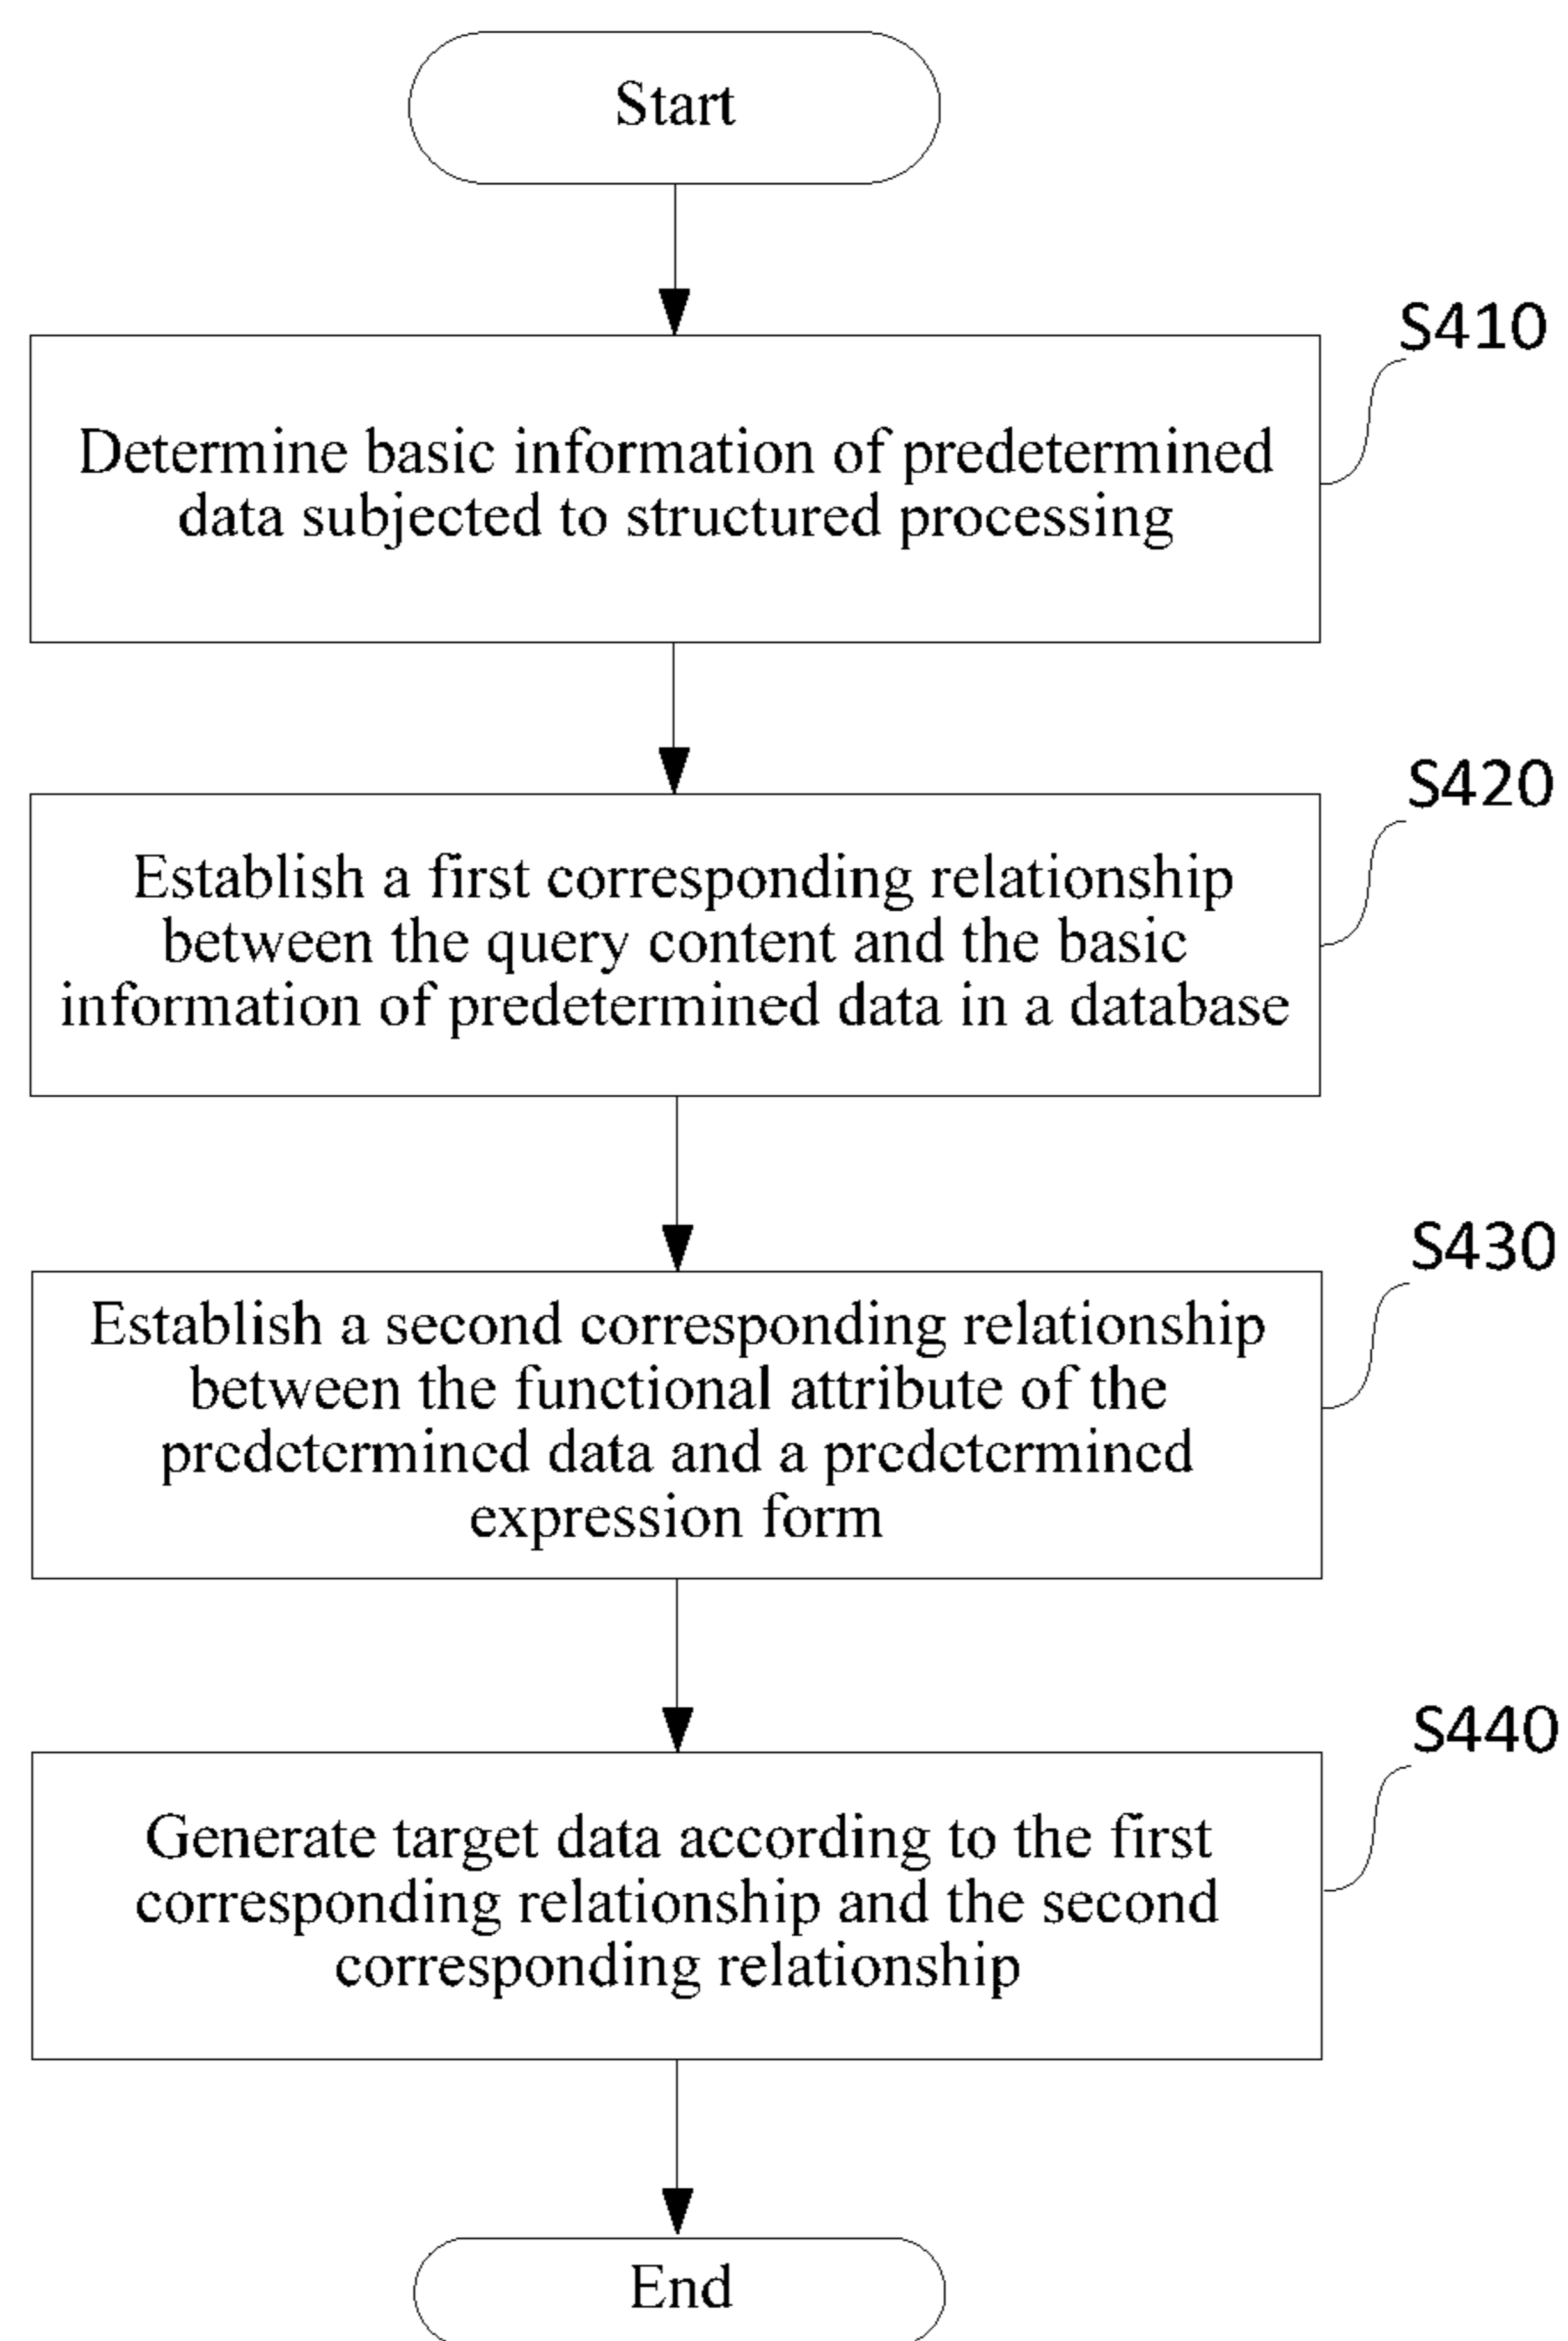 Start
S410
Determine basic information of predetermined
data subjected to structured processing
S420
Establish a first corresponding relationship
between the query content and the basic
information of predetermined data in a database
S430
Establish a second corresponding relationship
between the functional attribute of the
predetermined data and a predetermined
expression form
S440
Generate target data according to the first
corresponding relationship and the second
corresponding relationship
End